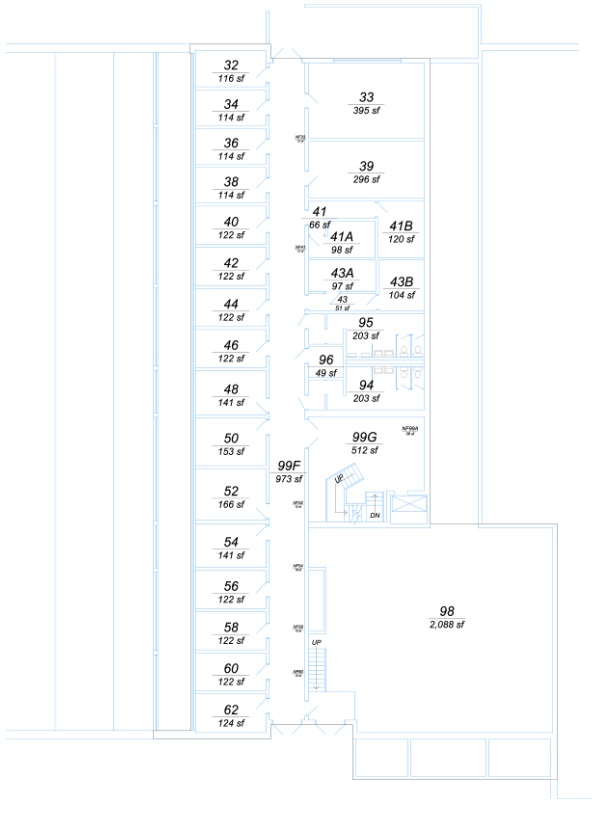 32
116 sf
34
114 sf
36
114 sf
38
114 sf
40
122 sf
42
122 sf
44
122 sf
46
122 sf
48
141 sf
50
153 sf
52
166 sf
54
141 sf
56
122 sf
58
122 sf
60
122 sf
62
124 sf
99F
973 sf
33
395 sf
39
296 sf
41
66 sf
41A
98 sf
41B
120 sf
43A
97 sf
43B
104 sf
43
51 sf
95
203 sf
96
49 sf
94
203 sf
99G
512 sf
NF99A
UP
DN
98
2,088 sf
UP